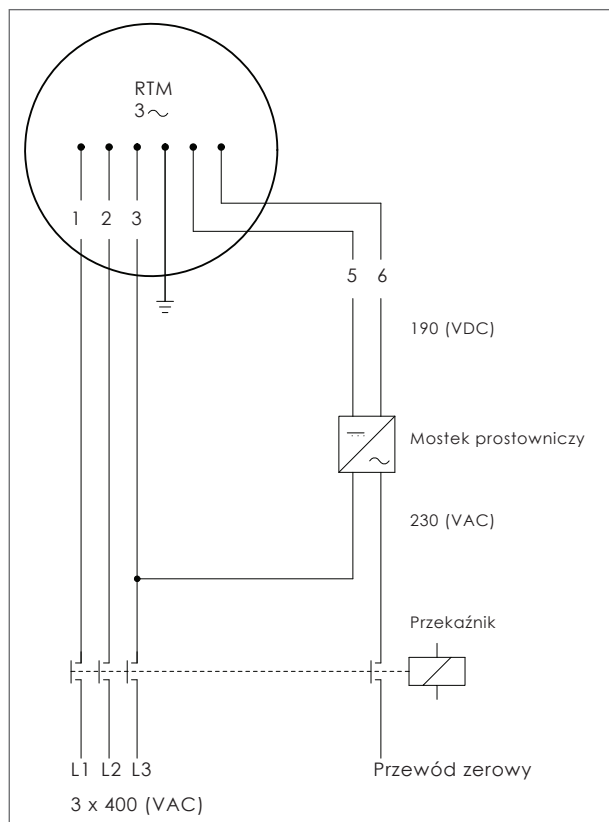 RTM
3~
1 2 3
5 6
190 (VDC)
Mostek prostowniczy
230 (VAC)
Przekaźnik
L1 L2 L3
Przewód zerowy
3 x 400 (VAC)